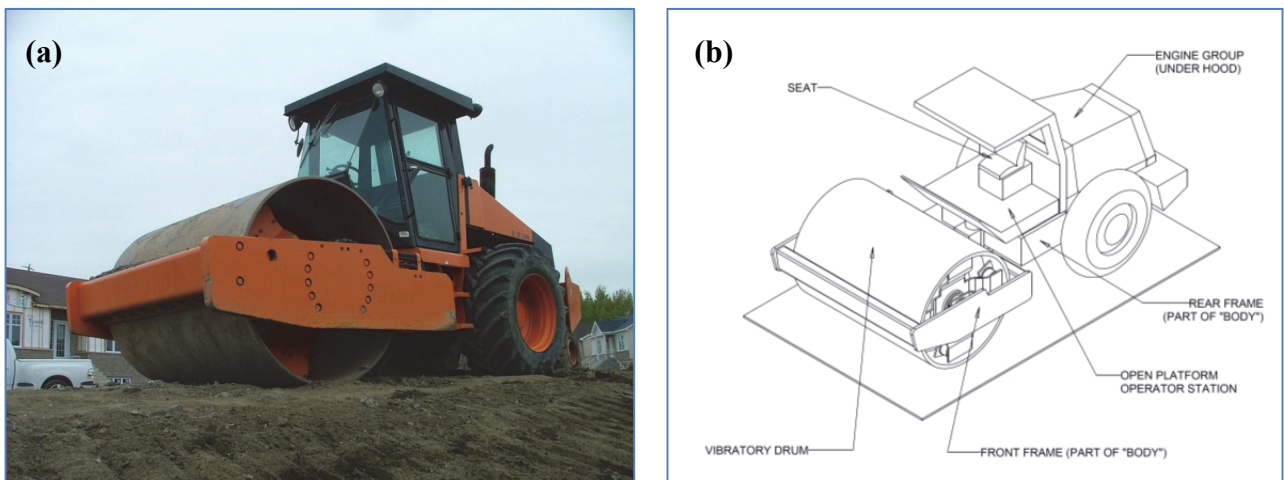 (a)
(b)
ENGINE GROUP
(UNDER HOOD)
SEAT
REAR FRAME
(PART OF "BODY")
OPEN PLATFORM
OPERATOR STATION
VIBRATORY DRUM
FRONT FRAME (PART OF "BODY")